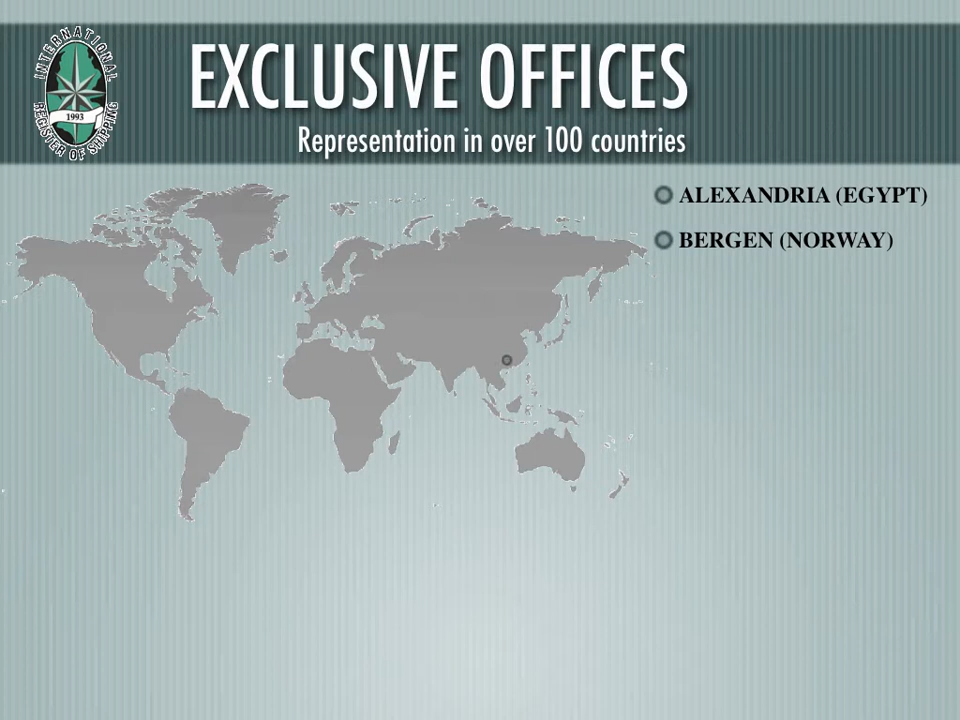 INTERNATIONAL
1993
REGISTER OF SHIPPING
EXCLUSIVE OFFICES
Representation in over 100 countries
ALEXANDRIA (EGYPT)
BERGEN (NORWAY)